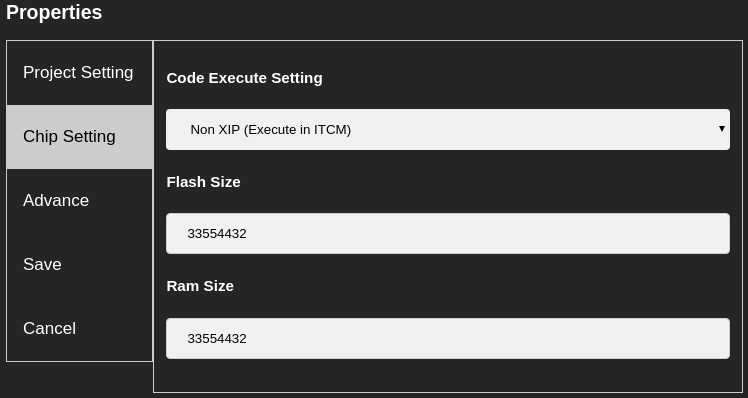 Properties
Project Setting
Chip Setting
Advance
Save
Cancel
Code Execute Setting
Non XIP (Execute in ITCM)
Flash Size
33554432
Ram Size
33554432